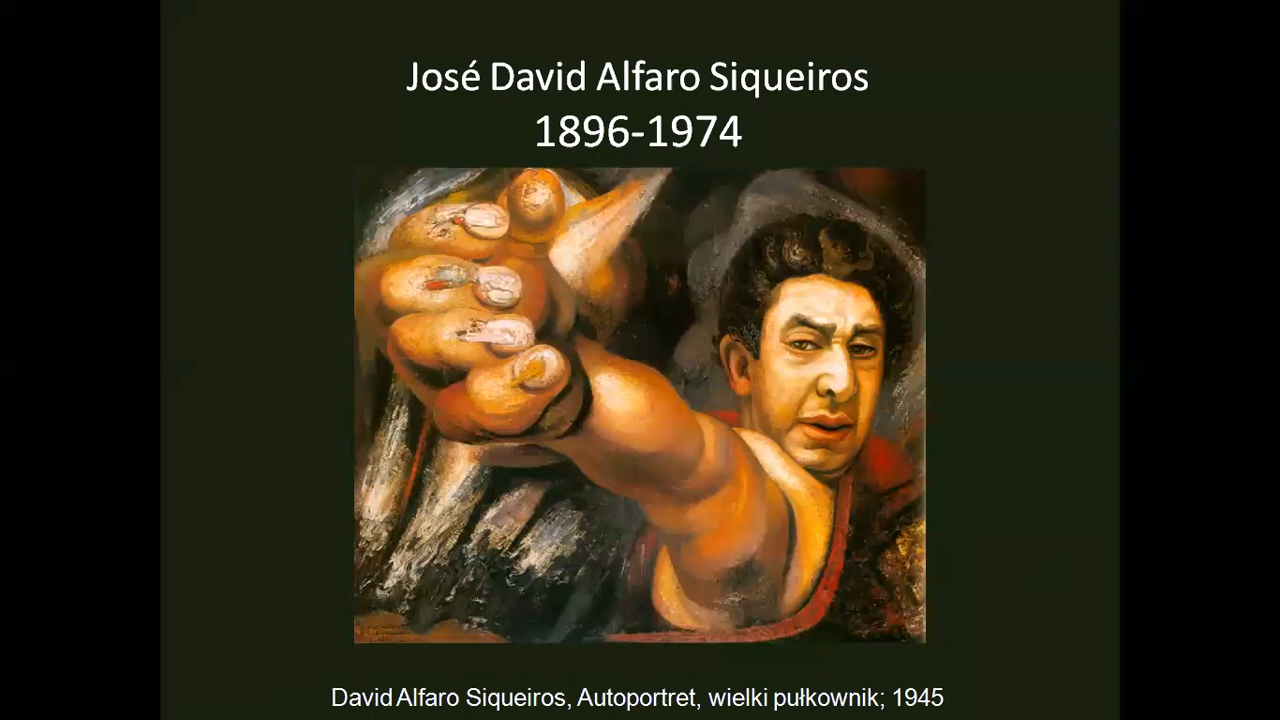 José David Alfaro Siqueiros
1896-1974
David Alfaro Siqueiros, Autoportret, wielki pułkownik; 1945